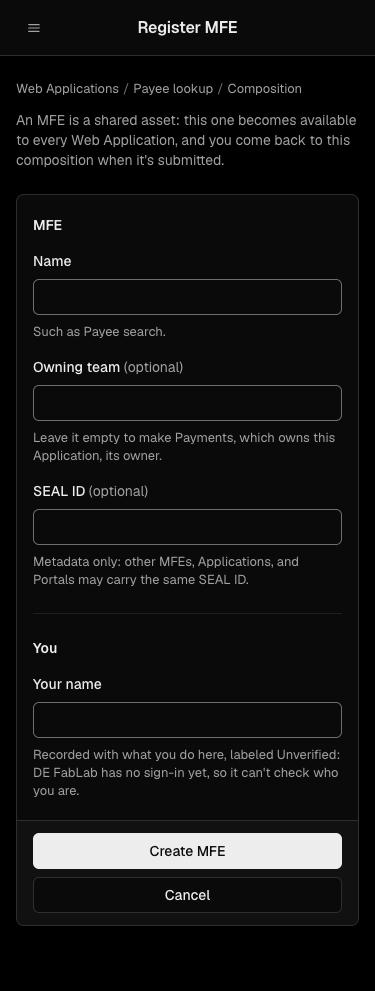 Register MFE
Web Applications / Payee lookup / Composition
An MFE is a shared asset: this one becomes available
to every Web Application, and you come back to this
composition when it's submitted.
MFE
Name
Such as Payee search.
Owning team (optional)
Leave it empty to make Payments, which owns this
Application, its owner.
SEAL ID (optional)
Metadata only: other MFEs, Applications, and
Portals may carry the same SEAL ID.
You
Your name
Recorded with what you do here, labeled Unverified:
DE FabLab has no sign-in yet, so it can't check who
you are.
Create MFE
Cancel